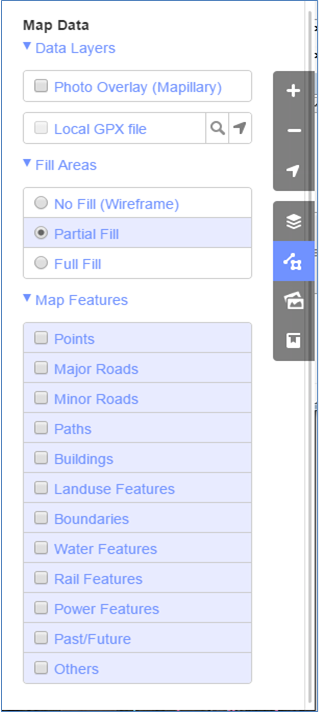 Map Data
Data Layers
Photo Overlay (Mapillary)
Local GPX file
Fill Areas
No Fill (Wireframe)
Partial Fill
Full Fill
Map Features
Points
Major Roads
Minor Roads
Paths
Buildings
Landuse Features
Boundaries
Water Features
Rail Features
Power Features
Past/Future
Others